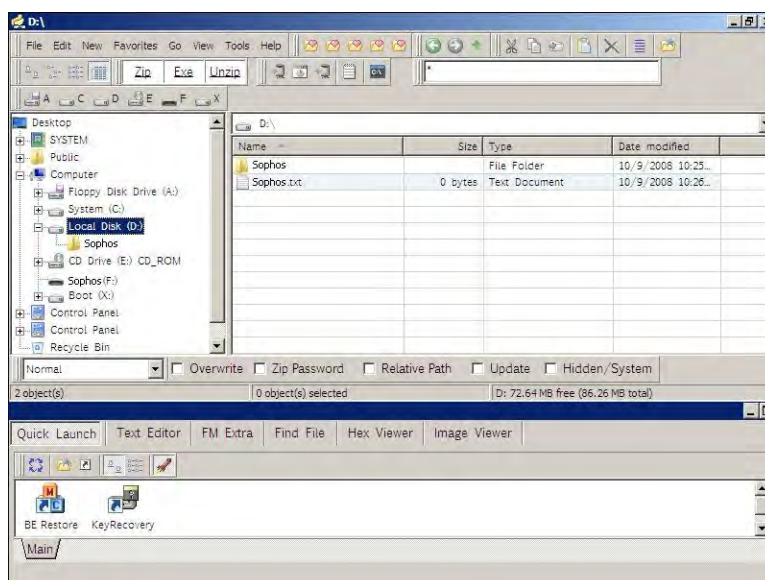 D:\
File Edit New Favorites Go View Tools Help
Zip Exe Unzip
*
A C D E F X
Desktop
SYSTEM
Public
Computer
Floppy Disk Drive (A:)
System (C:)
Local Disk (D:)
Sophos
CD Drive (E:) CD_ROM
Sophos(F:)
Boot (X:)
Control Panel
Control Panel
Recycle Bin
D:\
Name Size Type Date modified
Sophos File Folder 10/9/2008 10:25...
Sophos.txt 0 bytes Text Document 10/9/2008 10:26...
Normal Overwrite Zip Password Relative Path Update Hidden/System
2 object(s) 0 object(s) selected D: 72.64 MB free (86.26 MB total)
Quick Launch Text Editor FM Extra Find File Hex Viewer Image Viewer
BE Restore KeyRecovery
Main